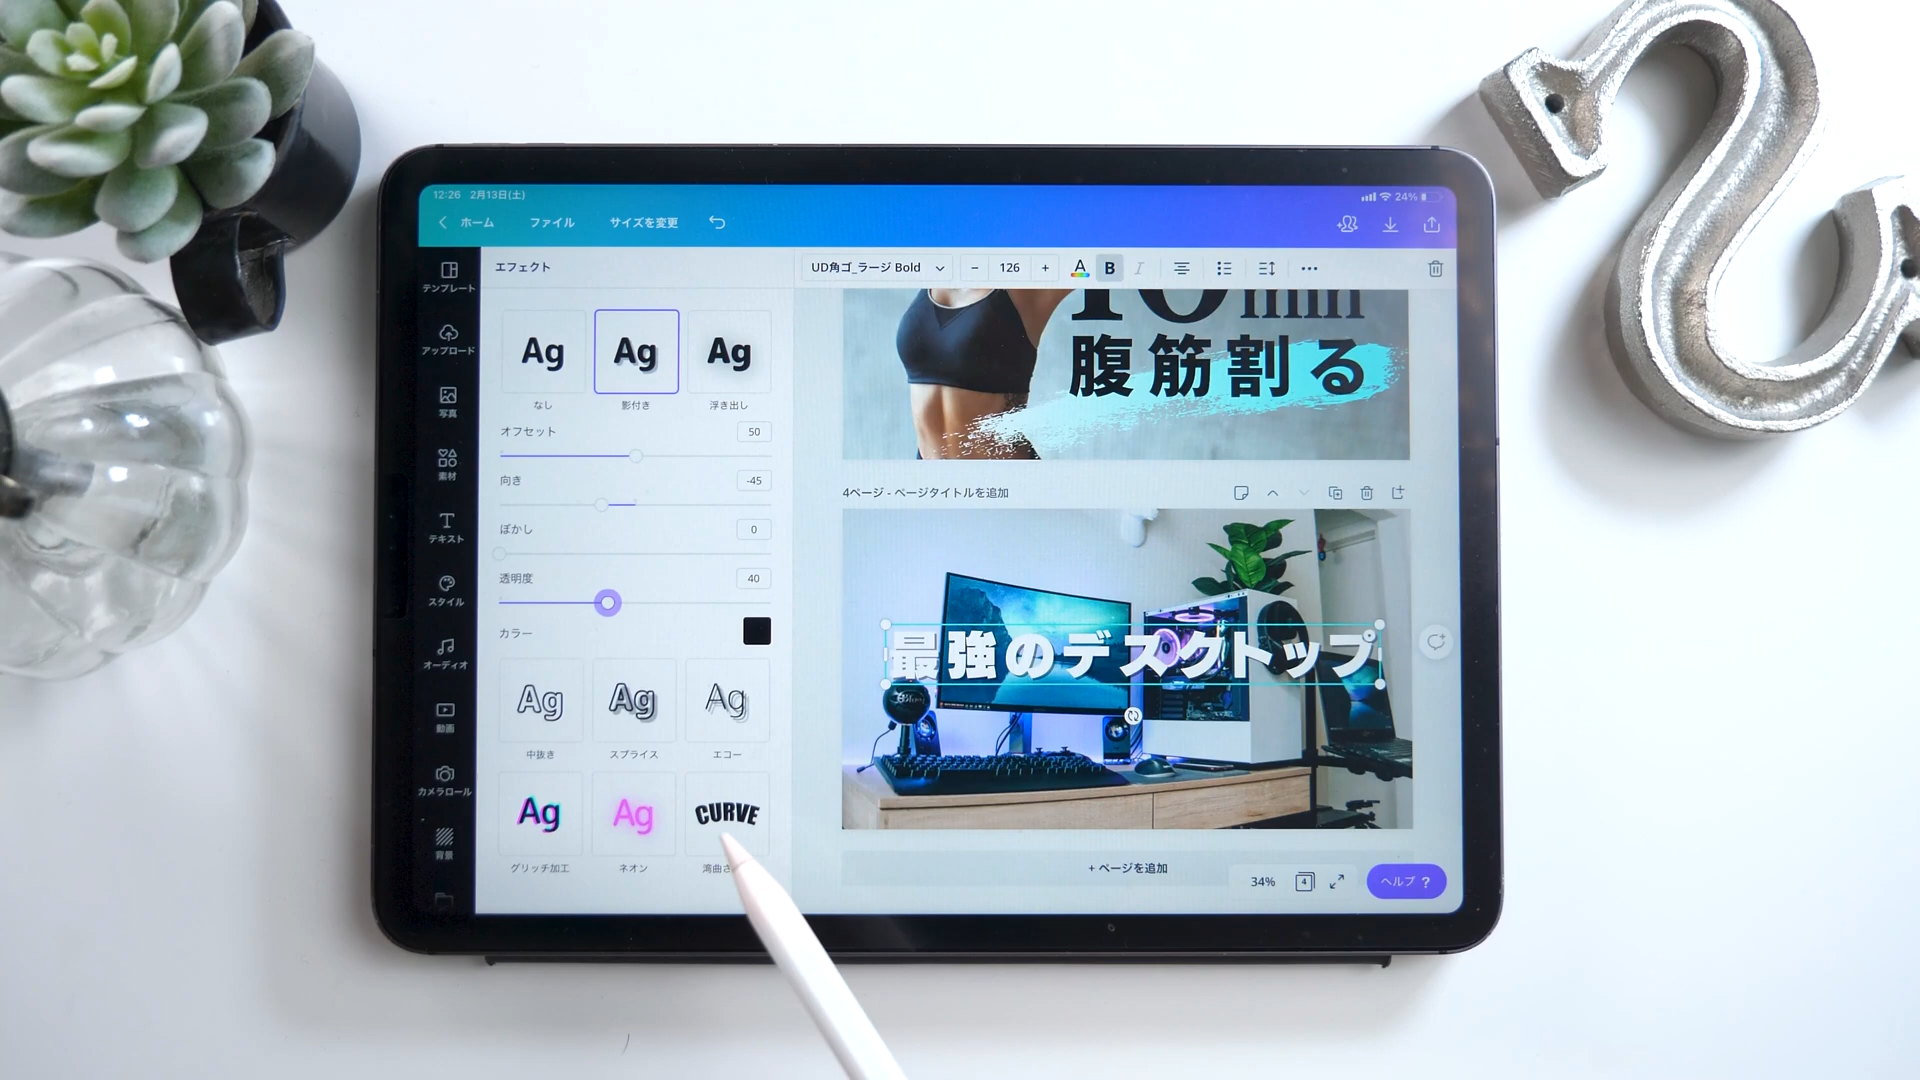 12:26 2月13日(土)
24%
ホーム ファイル サイズを変更
テンプレート
アップロード
写真
素材
テキスト
スタイル
オーディオ
動画
カメラロール
背景
エフェクト
Ag Ag Ag
なし 影付き 浮き出し
オフセット 50
向き -45
ぼかし 0
透明度 40
カラー
Ag Ag Ag
中抜き スプライス エコー
Ag Ag CURVE
グリッチ加工 ネオン 湾曲さ
UD角ゴ_ラージ Bold − 126 + A B I
10 min
腹筋割る
4ページ - ページタイトルを追加
最強のデスクトップ
+ ページを追加
34% 4 ヘルプ ?
S